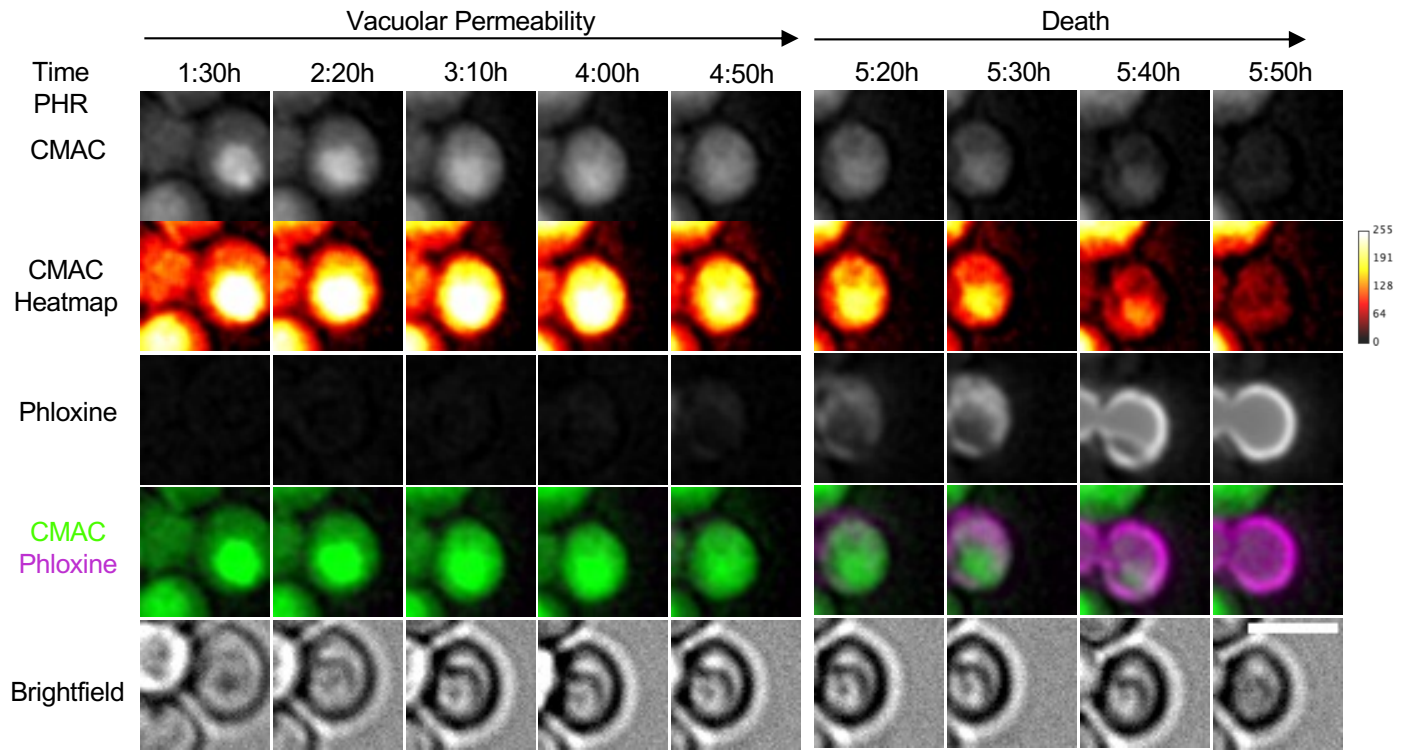 Vacuolar Permeability
Death
Time
PHR
1:30h
2:20h
3:10h
4:00h
4:50h
5:20h
5:30h
5:40h
5:50h
CMAC
CMAC
Heatmap
255
191
128
64
0
Phloxine
CMAC
Phloxine
Brightfield